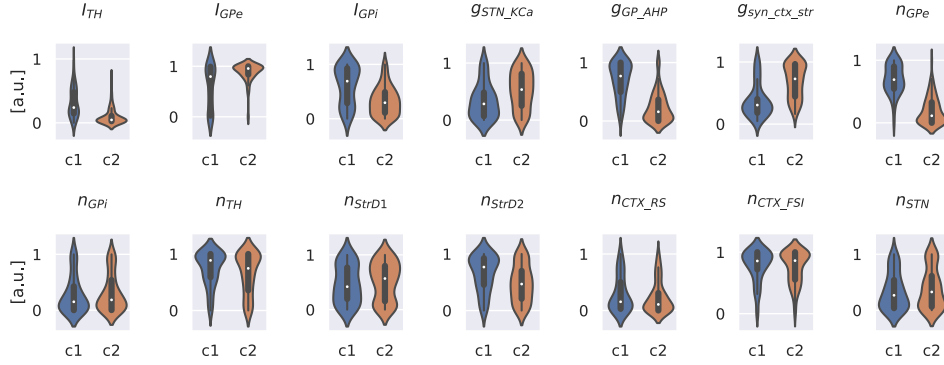 I_TH I_GPe I_GPi g_STN_KCa g_GP_AHP g_syn_ctx_str n_GPe
[a.u.] 1 0 1 0 1 0 1 0 1 0 1 0 1 0
c1 c2 c1 c2 c1 c2 c1 c2 c1 c2 c1 c2 c1 c2
n_GPi n_TH n_StrD1 n_StrD2 n_CTX_RS n_CTX_FSI n_STN
[a.u.] 1 0 1 0 1 0 1 0 1 0 1 0 1 0
c1 c2 c1 c2 c1 c2 c1 c2 c1 c2 c1 c2 c1 c2